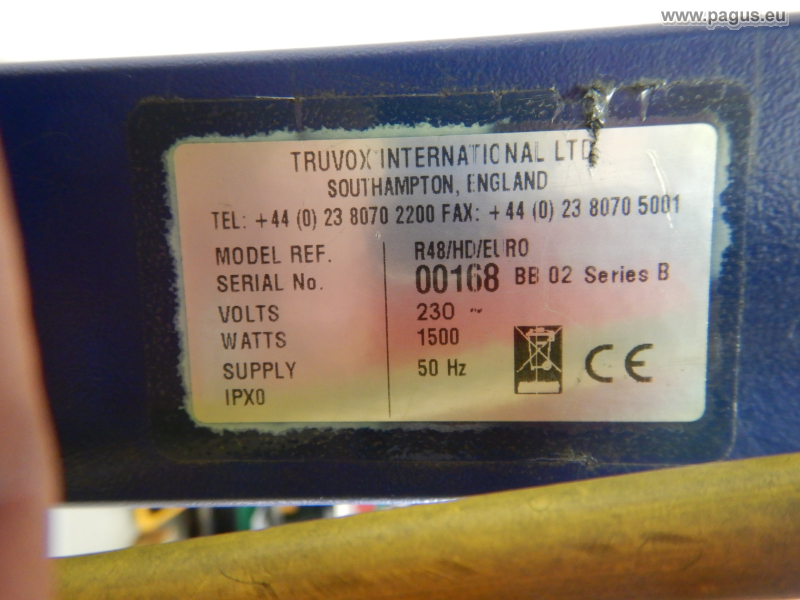 www.pagus.eu
TRUVOX INTERNATIONAL LTD
SOUTHAMPTON, ENGLAND
TEL: +44 (0) 23 8070 2200 FAX: +44 (0) 23 8070 5001
MODEL REF. R48/HD/EURO
SERIAL No. 00168 BB 02 Series B
VOLTS 230 ~
WATTS 1500
SUPPLY 50 Hz
IPX0
CE